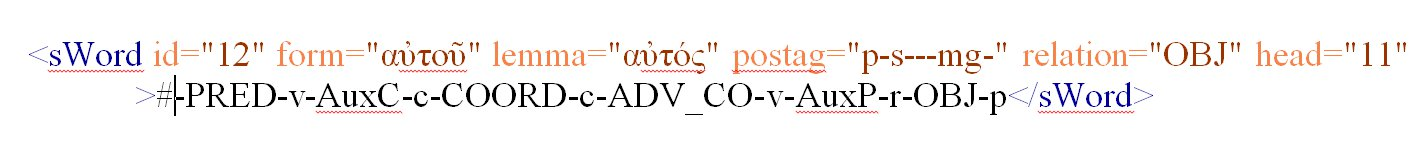 <sWord id="12" form="αὐτοῦ" lemma="αὐτός" postag="p-s---mg-" relation="OBJ" head="11"
>#-PRED-v-AuxC-c-COORD-c-ADV_CO-v-AuxP-r-OBJ-p</sWord>